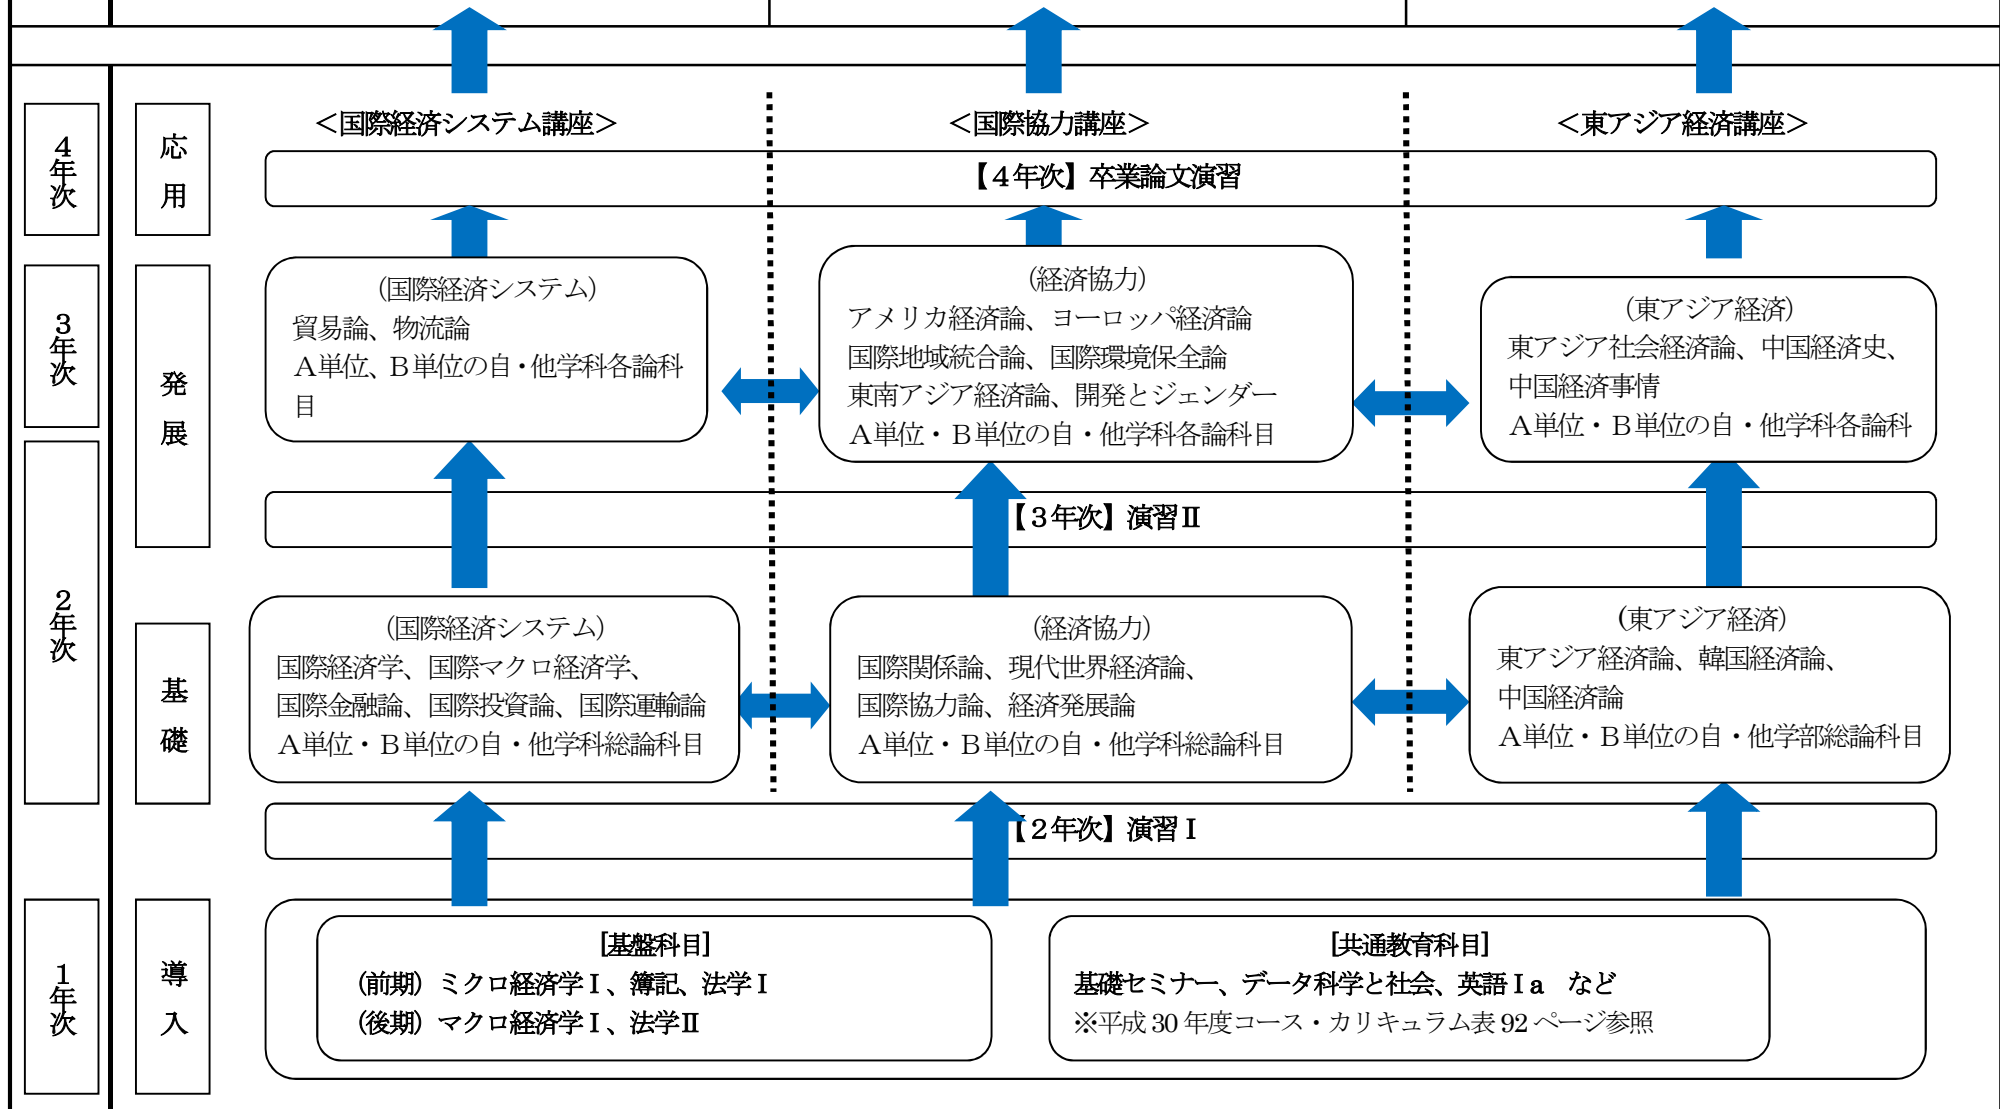 4年次
応用
＜国際経済システム講座＞
＜国際協力講座＞
＜東アジア経済講座＞
【4年次】卒業論文演習
3年次
発展
(国際経済システム)
貿易論、物流論
A単位、B単位の自・他学科各論科
目
(経済協力)
アメリカ経済論、ヨーロッパ経済論
国際地域統合論、国際環境保全論
東南アジア経済論、開発とジェンダー
A単位・B単位の自・他学科各論科目
(東アジア経済)
東アジア社会経済論、中国経済史、
中国経済事情
A単位・B単位の自・他学科各論科
【3年次】演習Ⅱ
2年次
基礎
(国際経済システム)
国際経済学、国際マクロ経済学、
国際金融論、国際投資論、国際運輸論
A単位・B単位の自・他学科総論科目
(経済協力)
国際関係論、現代世界経済論、
国際協力論、経済発展論
A単位・B単位の自・他学科総論科目
(東アジア経済)
東アジア経済論、韓国経済論、
中国経済論
A単位・B単位の自・他学部総論科目
【2年次】演習Ⅰ
1年次
導入
[基盤科目]
(前期) ミクロ経済学Ⅰ、簿記、法学Ⅰ
(後期) マクロ経済学Ⅰ、法学Ⅱ
[共通教育科目]
基礎セミナー、データ科学と社会、英語Ⅰa　など
※平成30年度コース・カリキュラム表92ページ参照